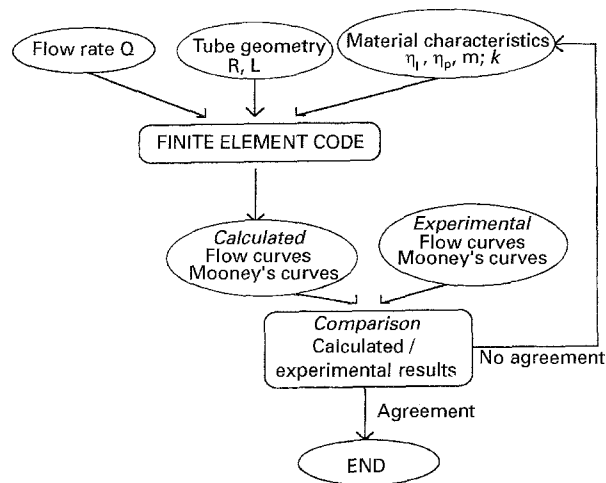 Flow rate Q
Tube geometry
R, L
Material characteristics
ηₗ, ηₚ, m; k
FINITE ELEMENT CODE
Calculated
Flow curves
Mooney's curves
Experimental
Flow curves
Mooney's curves
Comparison
Calculated /
experimental results
No agreement
Agreement
END